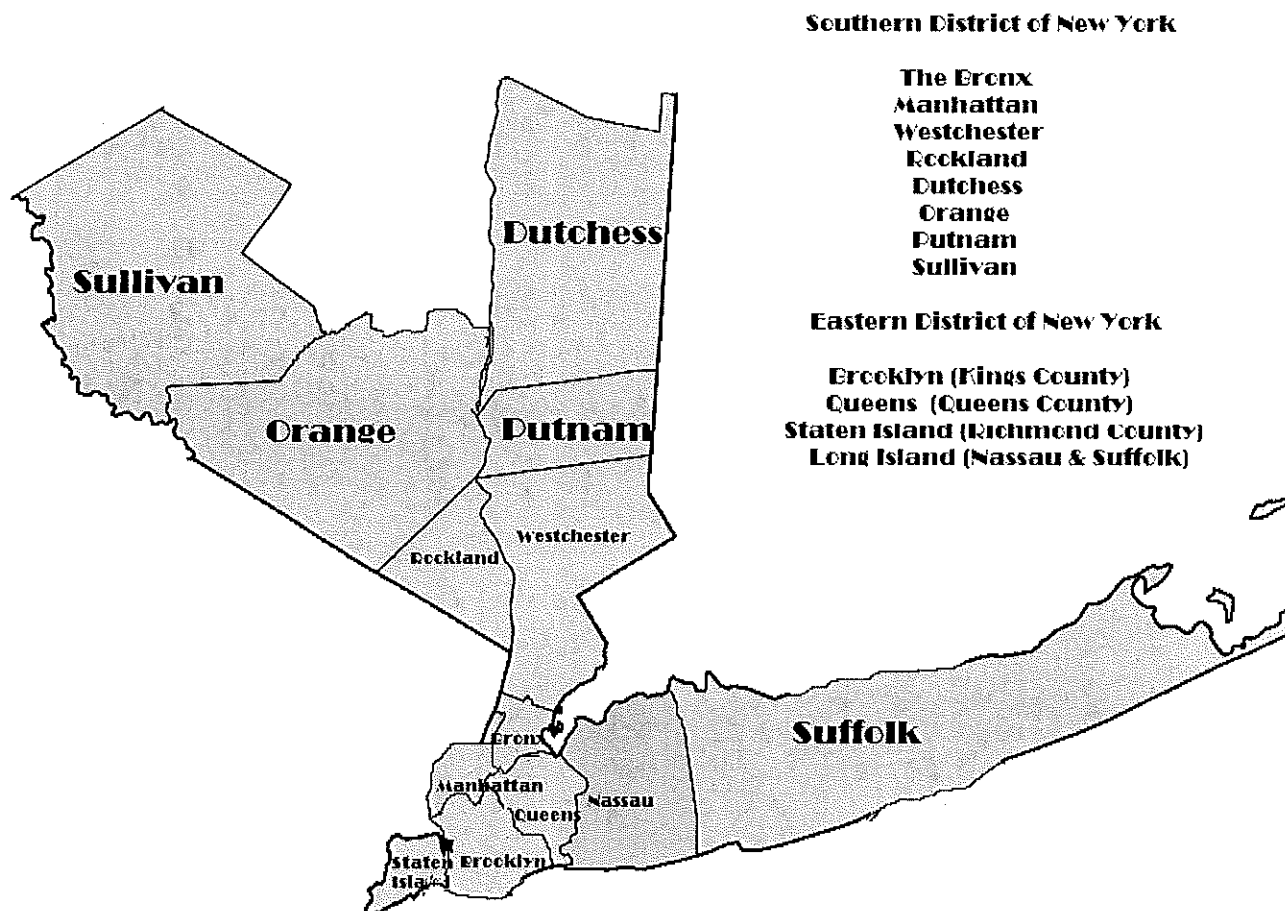 Southern District of New York
The Bronx
Manhattan
Westchester
Rockland
Dutchess
Orange
Putnam
Sullivan
Eastern District of New York
Brooklyn (Kings County)
Queens (Queens County)
Staten Island (Richmond County)
Long Island (Nassau & Suffolk)
Dutchess
Sullivan
Orange
Putnam
Westchester
Rockland
Suffolk
Bronx
Manhattan
Nassau
Queens
Staten
Island
Brooklyn